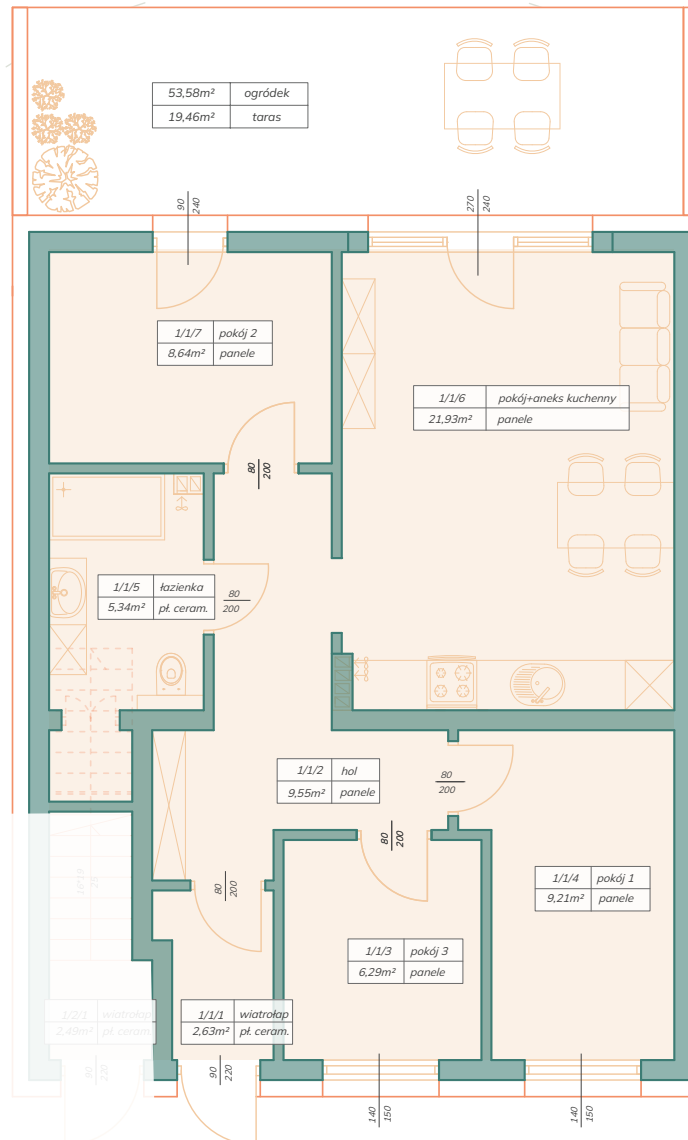 53,58m² ogródek
19,46m² taras
90
240
270
240
1/1/7 pokój 2
8,64m² panele
1/1/6 pokój+aneks kuchenny
21,93m² panele
80
200
1/1/5 łazienka
5,34m² pł. ceram.
80
200
1/1/2 hol
9,55m² panele
80
200
80
200
1/1/4 pokój 1
9,21m² panele
80
200
1/1/3 pokój 3
6,29m² panele
1/2/1 wiatrołap
2,49m² pł. ceram.
1/1/1 wiatrołap
2,63m² pł. ceram.
90
220
90
220
140
150
140
150